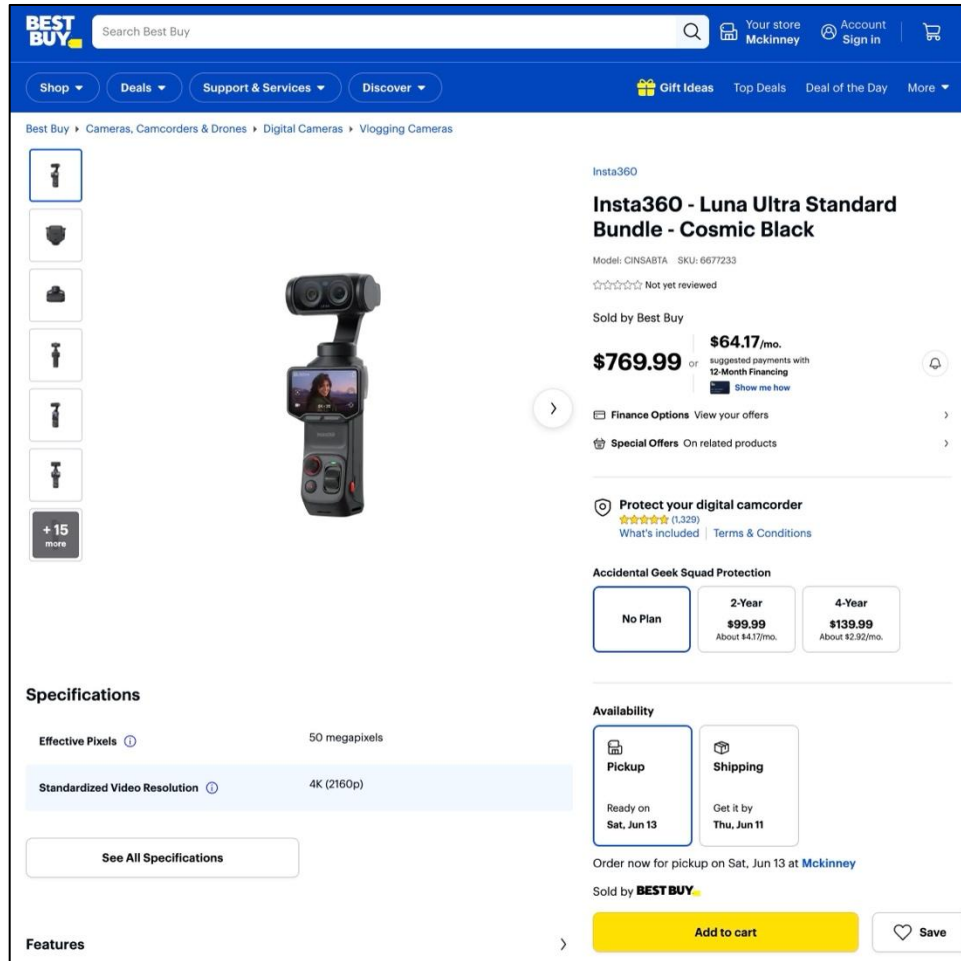 BEST
BUY
Search Best Buy
Your store
Mckinney
Account
Sign in
Shop
Deals
Support & Services
Discover
Gift Ideas
Top Deals
Deal of the Day
More
Best Buy
Cameras, Camcorders & Drones
Digital Cameras
Vlogging Cameras
+ 15
more
Insta360
Insta360 - Luna Ultra Standard
Bundle - Cosmic Black
Model: CINSABTA SKU: 6677233
Not yet reviewed
Sold by Best Buy
$769.99 or
$64.17/mo.
suggested payments with
12-Month Financing
Show me how
Finance Options View your offers
Special Offers On related products
Protect your digital camcorder
(1,329)
What's included
Terms & Conditions
Accidental Geek Squad Protection
No Plan
2-Year
$99.99
About $4.17/mo.
4-Year
$139.99
About $2.92/mo.
Specifications
Effective Pixels
50 megapixels
Standardized Video Resolution
4K (2160p)
See All Specifications
Features
Availability
Pickup
Ready on
Sat, Jun 13
Shipping
Get it by
Thu, Jun 11
Order now for pickup on Sat, Jun 13 at Mckinney
Sold by BEST BUY
Add to cart
Save